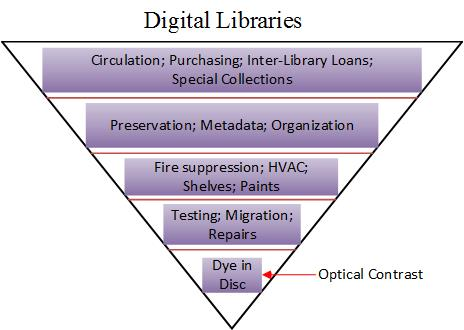 Digital Libraries
Circulation; Purchasing; Inter-Library Loans;
Special Collections
Preservation; Metadata; Organization
Fire suppression; HVAC;
Shelves; Paints
Testing; Migration;
Repairs
Dye in
Disc
Optical Contrast